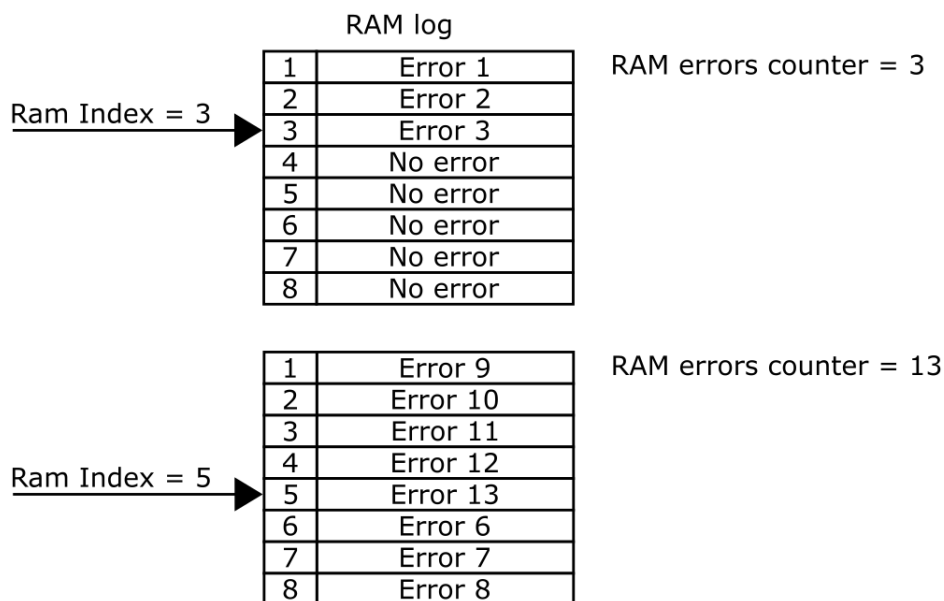 RAM log
1 Error 1
RAM errors counter = 3
2 Error 2
Ram Index = 3
3 Error 3
4 No error
5 No error
6 No error
7 No error
8 No error
1 Error 9
RAM errors counter = 13
2 Error 10
3 Error 11
4 Error 12
Ram Index = 5
5 Error 13
6 Error 6
7 Error 7
8 Error 8